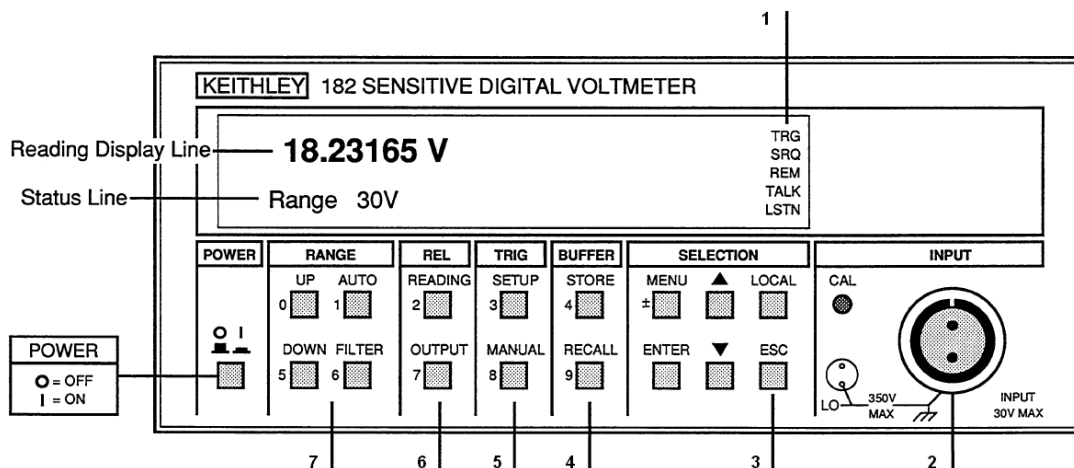 1
KEITHLEY 182 SENSITIVE DIGITAL VOLTMETER
Reading Display Line
18.23165 V
Status Line
Range 30V
TRG
SRQ
REM
TALK
LSTN
POWER
RANGE
REL
TRIG
BUFFER
SELECTION
INPUT
UP AUTO READING SETUP STORE MENU ▲ LOCAL CAL
0 1 2 3 4 ±
O I
DOWN FILTER OUTPUT MANUAL RECALL ENTER ▼ ESC
5 6 7 8 9
POWER
O = OFF
I = ON
LO
350V
MAX
INPUT
30V MAX
7 6 5 4 3 2